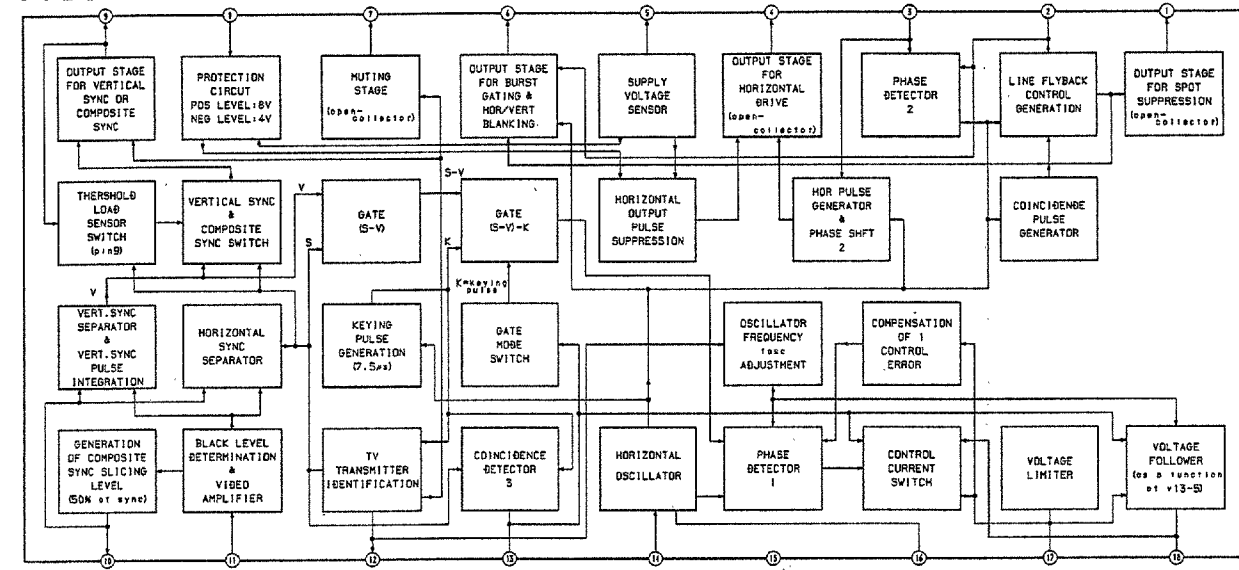 9 8 7 6 5 4 3 2 1
OUTPUT STAGE
FOR VERTICAL
SYNC OR
COMPOSITE
SYNC
PROTECTION
CIRCUT
POS LEVEL:8V
NEG LEVEL:4V
MUTING
STAGE
(open-
collector)
OUTPUT STAGE
FOR BURST
GATING &
HOR/VERT
BLANKING
SUPPLY
VOLTAGE
SENSOR
OUTPUT STAGE
FOR
HORIZONTAL
DRIVE
(open-
collector)
PHASE
DETECTOR
2
LINE FLYBACK
CONTROL
GENERATION
OUTPUT STAGE
FOR SPOT
SUPPRESSION
(open-
collector)
THERSHOLD
LOAD
SENSOR
SWITCH
(pin9)
VERTICAL SYNC
&
COMPOSITE
SYNC SWITCH
V
S
GATE
(S-V)
S-V
K
GATE
(S-V)-K
HORIZONTAL
OUTPUT
PULSE
SUPPRESSION
HOR PULSE
GENERATOR
&
PHASE SHFT
2
COINCIDENCE
PULSE
GENERATOR
K=keying
pulse
V
VERT.SYNC
SEPARATOR
&
VERT.SYNC
PULSE
INTEGRATION
HORIZONTAL
SYNC
SEPARATOR
KEYING
PULSE
GENERATION
(7.5µs)
GATE
MODE
SWITCH
OSCILLATOR
FREQUENCY
fosc
ADJUSTMENT
COMPENSATION
OF 1
CONTROL
ERROR
GENERATION
OF COMPOSITE
SYNC SLICING
LEVEL
(50% of sync)
BLACK LEVEL
DETERMINATION
&
VIDEO
AMPLIFIER
TV
TRANSMITTER
IDENTIFICATION
COINCIDENCE
DETECTOR
3
HORIZONTAL
OSCILLATOR
PHASE
DETECTOR
1
CONTROL
CURRENT
SWITCH
VOLTAGE
LIMITER
VOLTAGE
FOLLOWER
(as a function
of v13-5)
10 11 12 13 14 15 16 17 18